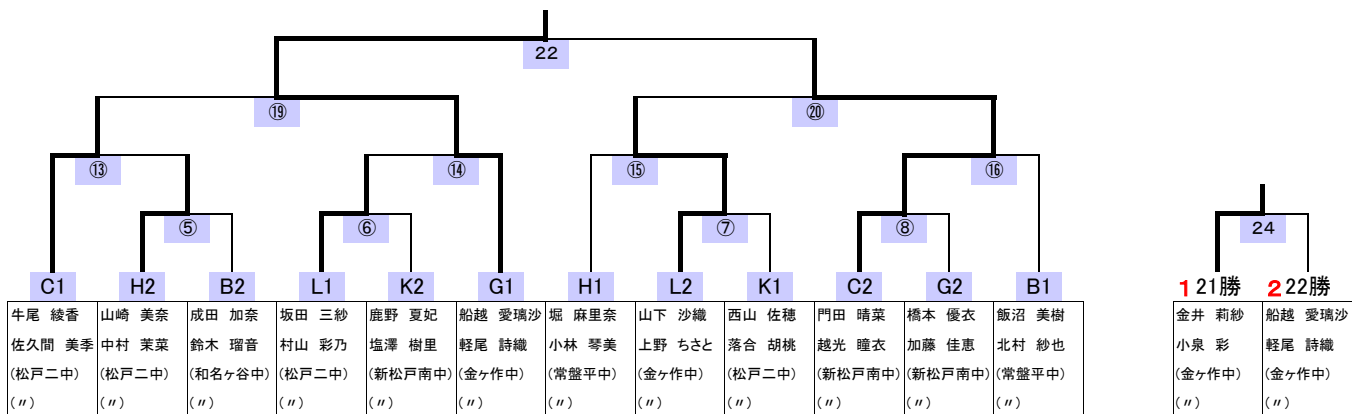 22
⑲
⑳
⑬
⑭
⑮
⑯
⑤
⑥
⑦
⑧
24
C1 H2 B2 L1 K2 G1 H1 L2 K1 C2 G2 B1 1 21勝 2 22勝
牛尾 綾香 山崎 美奈 成田 加奈 坂田 三紗 鹿野 夏妃 船越 愛璃沙 堀 麻里奈 山下 沙織 西山 佐穂 門田 晴菜 橋本 優衣 飯沼 美樹 金井 莉紗 船越 愛璃沙
佐久間 美季 中村 茉菜 鈴木 瑠音 村山 彩乃 塩澤 樹里 軽尾 詩織 小林 琴美 上野 ちさと 落合 胡桃 越光 瞳衣 加藤 佳恵 北村 紗也 小泉 彩 軽尾 詩織
(松戸二中) (松戸二中) (和名ヶ谷中) (松戸二中) (新松戸南中) (金ヶ作中) (常盤平中) (金ヶ作中) (松戸二中) (新松戸南中) (新松戸南中) (常盤平中) (金ヶ作中) (金ヶ作中)
(〃) (〃) (〃) (〃) (〃) (〃) (〃) (〃) (〃) (〃) (〃) (〃) (〃) (〃)